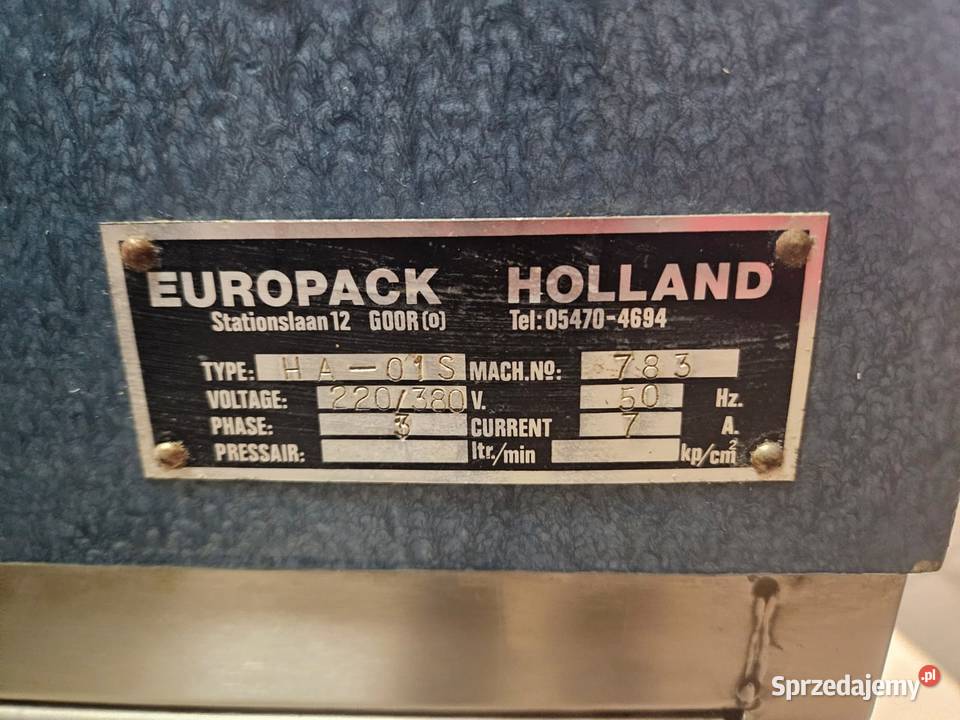 EUROPACK HOLLAND
Stationslaan 12 GOOR (O) Tel: 05470-4694
TYPE: HA-01S MACH.No: 783
VOLTAGE: 220/380 V. 50 Hz.
PHASE: 3 CURRENT 7 A.
PRESSAIR: ltr./min kp/cm²
Sprzedajemy.pl